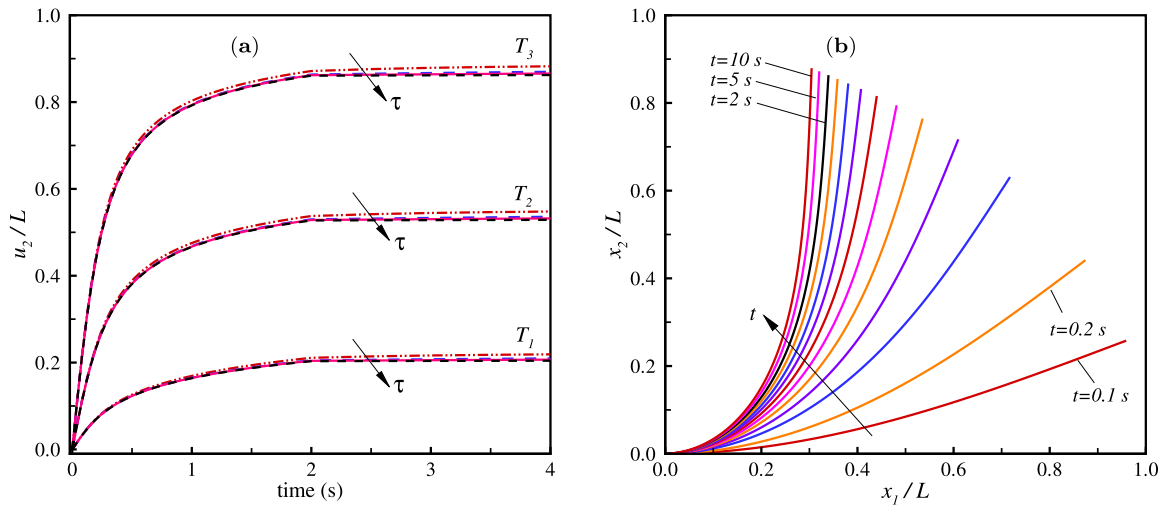 (a)
u2 / L
1.0
0.8
0.6
0.4
0.2
0.0
0
1
2
3
4
time (s)
T3
T2
T1
τ
τ
τ
(b)
x2 / L
1.0
0.8
0.6
0.4
0.2
0.0
0.0
0.2
0.4
0.6
0.8
1.0
x1 / L
t=10 s
t=5 s
t=2 s
t
t=0.2 s
t=0.1 s